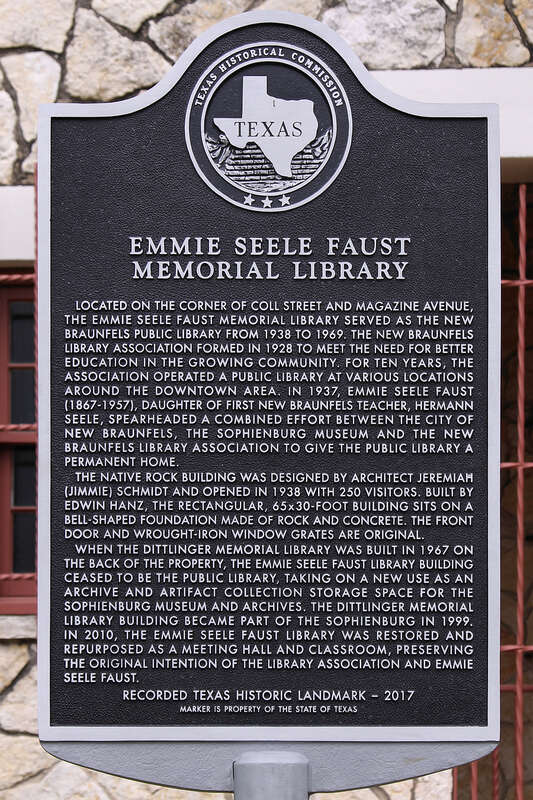 TEXAS HISTORICAL COMMISSION
TEXAS
EMMIE SEELE FAUST
MEMORIAL LIBRARY
LOCATED ON THE CORNER OF COLL STREET AND MAGAZINE AVENUE,
THE EMMIE SEELE FAUST MEMORIAL LIBRARY SERVED AS THE NEW
BRAUNFELS PUBLIC LIBRARY FROM 1938 TO 1969. THE NEW BRAUNFELS
LIBRARY ASSOCIATION FORMED IN 1928 TO MEET THE NEED FOR BETTER
EDUCATION IN THE GROWING COMMUNITY. FOR TEN YEARS, THE
ASSOCIATION OPERATED A PUBLIC LIBRARY AT VARIOUS LOCATIONS
AROUND THE DOWNTOWN AREA. IN 1937, EMMIE SEELE FAUST
(1867-1957), DAUGHTER OF FIRST NEW BRAUNFELS TEACHER, HERMANN
SEELE, SPEARHEADED A COMBINED EFFORT BETWEEN THE CITY OF
NEW BRAUNFELS, THE SOPHIENBURG MUSEUM AND THE NEW
BRAUNFELS LIBRARY ASSOCIATION TO GIVE THE PUBLIC LIBRARY A
PERMANENT HOME.
THE NATIVE ROCK BUILDING WAS DESIGNED BY ARCHITECT JEREMIAH
(JIMMIE) SCHMIDT AND OPENED IN 1938 WITH 250 VISITORS. BUILT BY
EDWIN HANZ, THE RECTANGULAR, 65x30-FOOT BUILDING SITS ON A
BELL-SHAPED FOUNDATION MADE OF ROCK AND CONCRETE. THE FRONT
DOOR AND WROUGHT-IRON WINDOW GRATES ARE ORIGINAL.
WHEN THE DITTLINGER MEMORIAL LIBRARY WAS BUILT IN 1967 ON
THE BACK OF THE PROPERTY, THE EMMIE SEELE FAUST LIBRARY BUILDING
CEASED TO BE THE PUBLIC LIBRARY, TAKING ON A NEW USE AS AN
ARCHIVE AND ARTIFACT COLLECTION STORAGE SPACE FOR THE
SOPHIENBURG MUSEUM AND ARCHIVES. THE DITTLINGER MEMORIAL
LIBRARY BUILDING BECAME PART OF THE SOPHIENBURG IN 1999.
IN 2010, THE EMMIE SEELE FAUST LIBRARY WAS RESTORED AND
REPURPOSED AS A MEETING HALL AND CLASSROOM, PRESERVING
THE ORIGINAL INTENTION OF THE LIBRARY ASSOCIATION AND EMMIE
SEELE FAUST.
RECORDED TEXAS HISTORIC LANDMARK – 2017
MARKER IS PROPERTY OF THE STATE OF TEXAS